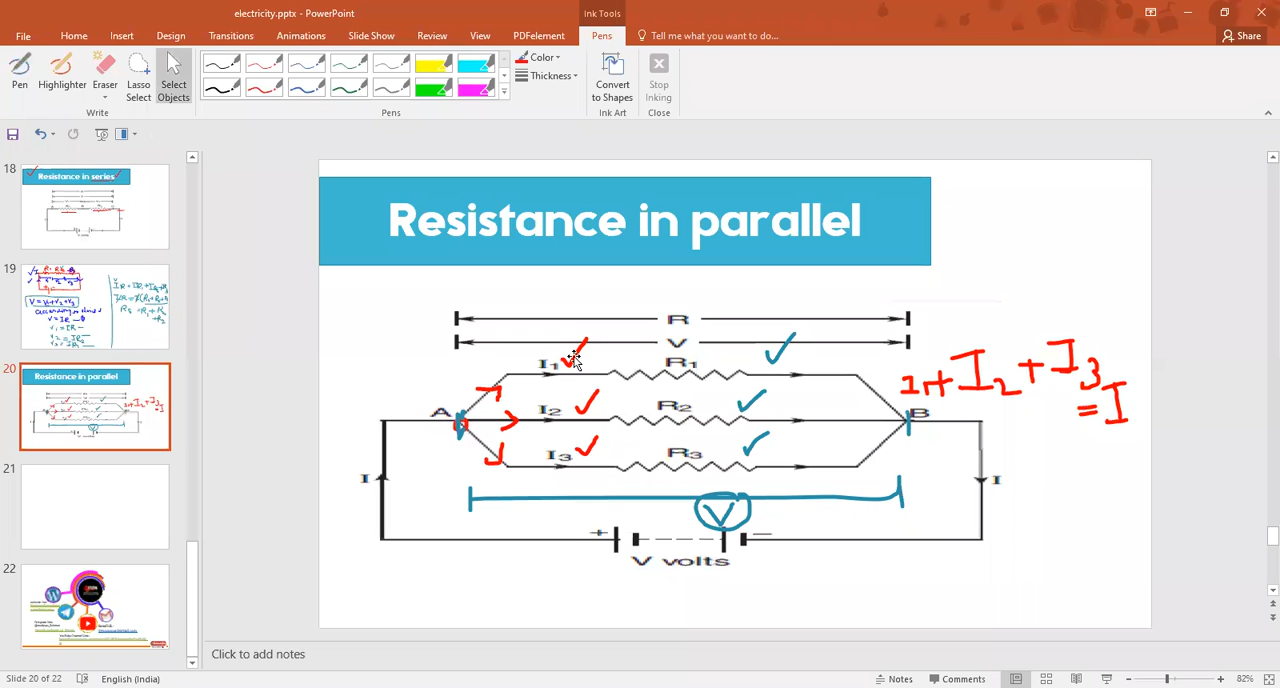 electricity.pptx - PowerPoint
Ink Tools
File Home Insert Design Transitions Animations Slide Show Review View PDFelement Pens Tell me what you want to do... Share
Pen Highlighter Eraser Lasso Select Select Objects
Color
Thickness
Convert to Shapes
Stop Inking
Write Pens Ink Art Close
18
Resistance in series
19
V=V1+V2+V3
20
Resistance in parallel
21
22
Resistance in parallel
R
V
I1 R1
A I2 R2 B
I3 R3
I I
V
+ −
V volts
I1+I2+I3
=I
Click to add notes
Slide 20 of 22 English (India) Notes Comments 82%